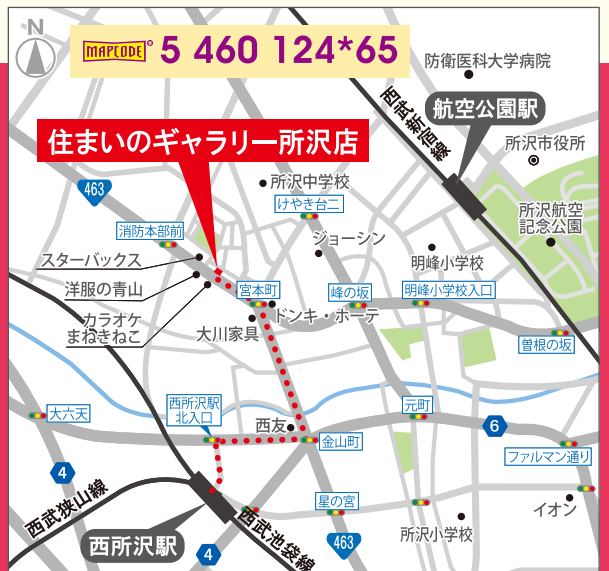 N
MAPCODE® 5 460 124*65
防衛医科大学病院
西武新宿線
航空公園駅
住まいのギャラリー所沢店
所沢市役所
463
所沢中学校
けやき台二
所沢航空
記念公園
消防本部前
ジョーシン
スターバックス
明峰小学校
洋服の青山
宮本町
峰の坂
明峰小学校入口
カラオケ
まねきねこ
ドンキ・ホーテ
大川家具
曽根の坂
大六天
西所沢駅
北入口
元町
西友
金山町
6
ファルマン通り
4
西武狭山線
星の宮
イオン
所沢小学校
西所沢駅
西武池袋線
463
4